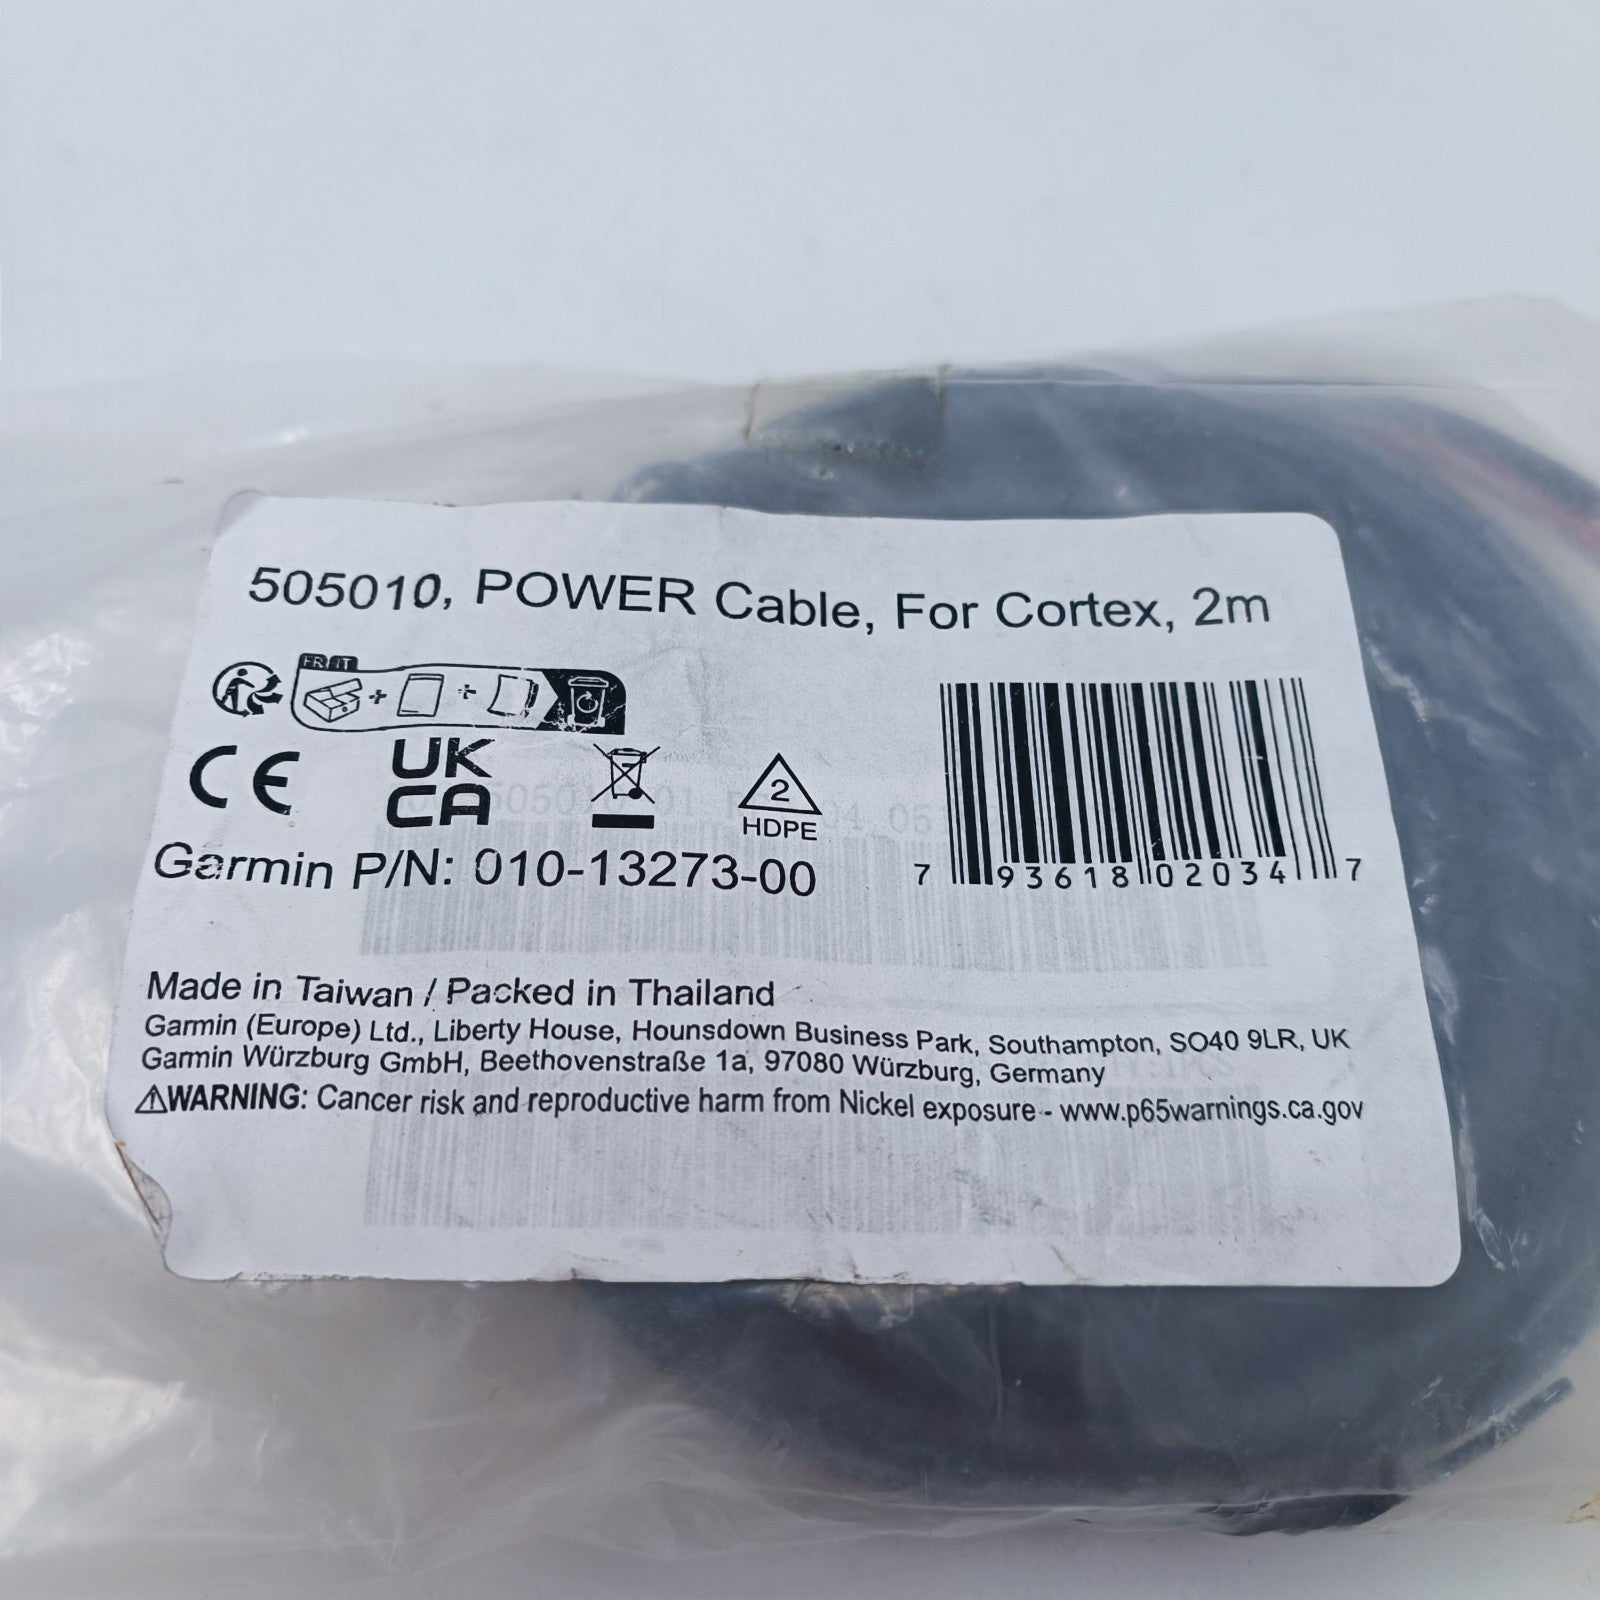 505010, POWER Cable, For Cortex, 2m
FR IT
CE
UK
CA
2
HDPE
Garmin P/N: 010-13273-00
7 93618 02034 7
Made in Taiwan / Packed in Thailand
Garmin (Europe) Ltd., Liberty House, Hounsdown Business Park, Southampton, SO40 9LR, UK
Garmin Würzburg GmbH, Beethovenstraße 1a, 97080 Würzburg, Germany
⚠WARNING: Cancer risk and reproductive harm from Nickel exposure - www.p65warnings.ca.gov